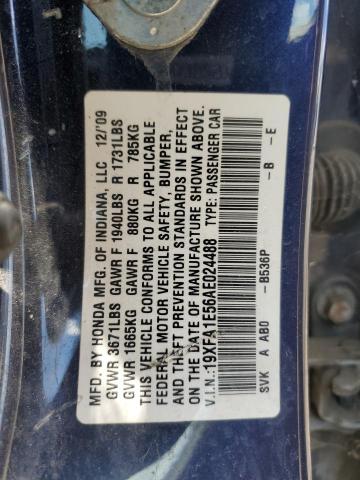 MFD. BY HONDA MFG. OF INDIANA, LLC 12/'09
GVWR 3671LBS GAWR F 1940LBS R 1731LBS
GVWR 1665KG GAWR F 880KG R 785KG
THIS VEHICLE CONFORMS TO ALL APPLICABLE
FEDERAL MOTOR VEHICLE SAFETY, BUMPER,
AND THEFT PREVENTION STANDARDS IN EFFECT
ON THE DATE OF MANUFACTURE SHOWN ABOVE.
V.I.N.:19XFA1E56AE024488 TYPE: PASSENGER CAR
SVK A AB0 -B536P -B -E